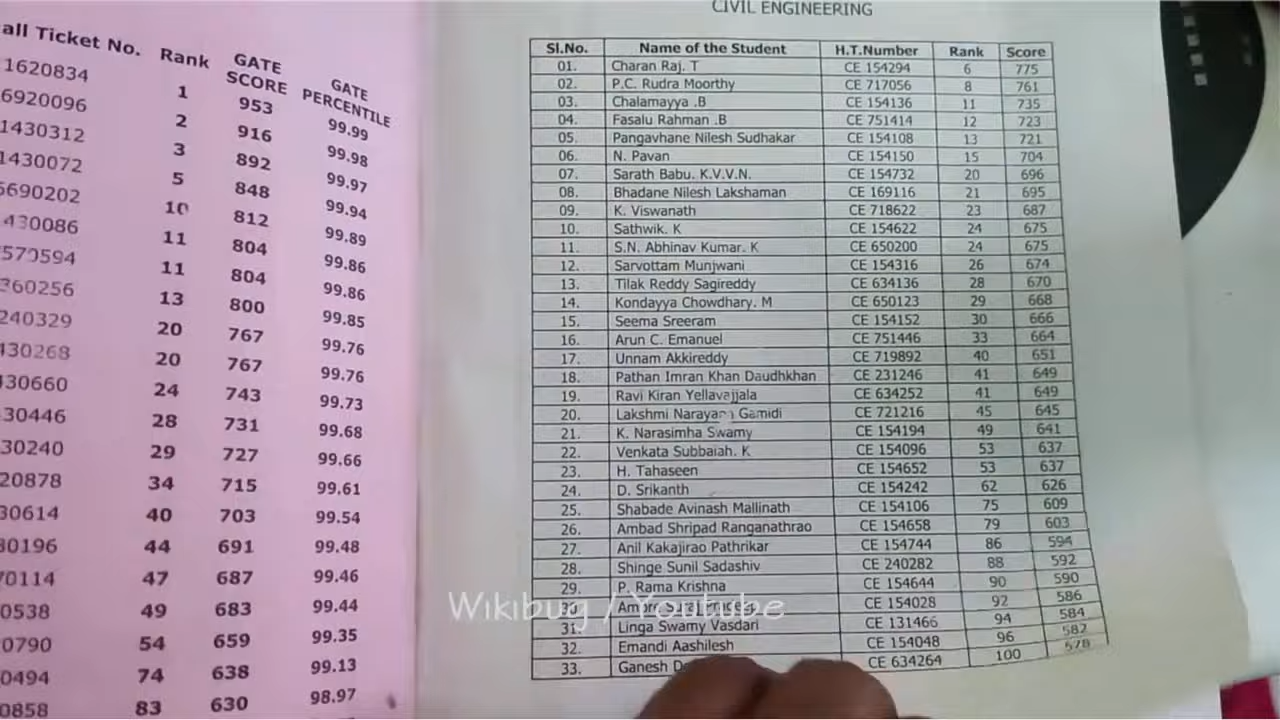 all Ticket No. Rank GATE SCORE GATE PERCENTILE
1620834 1 953 99.99
6920096 2 916 99.98
1430312 3 892 99.97
1430072 5 848 99.94
5690202 10 812 99.89
430086 11 804 99.86
570594 11 804 99.86
360256 13 800 99.85
240329 20 767 99.76
430268 20 767 99.76
430660 24 743 99.73
30446 28 731 99.68
30240 29 727 99.66
20878 34 715 99.61
30614 40 703 99.54
30196 44 691 99.48
70114 47 687 99.46
0538 49 683 99.44
0790 54 659 99.35
0494 74 638 99.13
0858 83 630 98.97
CIVIL ENGINEERING
Sl.No. Name of the Student H.T.Number Rank Score
01. Charan Raj. T CE 154294 6 775
02. P.C. Rudra Moorthy CE 717056 8 761
03. Chalamayya .B CE 154136 11 735
04. Fasalu Rahman .B CE 751414 12 723
05. Pangavhane Nilesh Sudhakar CE 154108 13 721
06. N. Pavan CE 154150 15 704
07. Sarath Babu. K.V.V.N. CE 154732 20 696
08. Bhadane Nilesh Lakshaman CE 169116 21 695
09. K. Viswanath CE 718622 23 687
10. Sathwik. K CE 154622 24 675
11. S.N. Abhinav Kumar. K CE 650200 24 675
12. Sarvottam Munjwani CE 154316 26 674
13. Tilak Reddy Sagireddy CE 634136 28 670
14. Kondayya Chowdhary. M CE 650123 29 668
15. Seema Sreeram CE 154152 30 666
16. Arun C. Emanuel CE 751446 33 664
17. Unnam Akkireddy CE 719892 40 651
18. Pathan Imran Khan Daudhkhan CE 231246 41 649
19. Ravi Kiran Yellavajjala CE 634252 41 649
20. Lakshmi Narayan Gamidi CE 721216 45 645
21. K. Narasimha Swamy CE 154194 49 641
22. Venkata Subbaiah. K CE 154096 53 637
23. H. Tahaseen CE 154652 53 637
24. D. Srikanth CE 154242 62 626
25. Shabade Avinash Mallinath CE 154106 75 609
26. Ambad Shripad Ranganathrao CE 154658 79 603
27. Anil Kakajirao Pathrikar CE 154744 86 594
28. Shinge Sunil Sadashiv CE 240282 88 592
29. P. Rama Krishna CE 154644 90 590
30. CE 154028 92 586
31. Linga Swamy Vasdari CE 131466 94 584
32. Emandi Aashilesh CE 154048 96 582
33. Ganesh CE 634264 100 578
Wikibug / Youtube